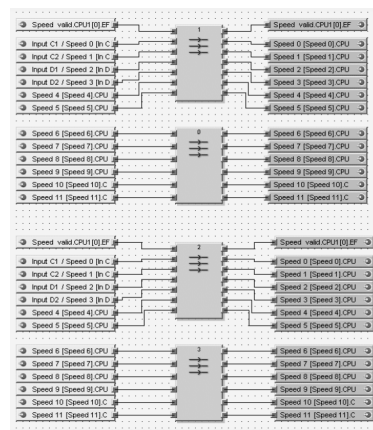 Speed valid.CPU1[0].EF 1 Speed valid.CPU1[0].EF
Input C1 / Speed 0 [In C Speed 0 [Speed 0].CPU
Input C2 / Speed 1 [In C Speed 1 [Speed 1].CPU
Input D1 / Speed 2 [In D Speed 2 [Speed 2].CPU
Input D2 / Speed 3 [In D Speed 3 [Speed 3].CPU
Speed 4 [Speed 4].CPU Speed 4 [Speed 4].CPU
Speed 5 [Speed 5].CPU Speed 5 [Speed 5].CPU
Speed 6 [Speed 6].CPU 0 Speed 6 [Speed 6].CPU
Speed 7 [Speed 7].CPU Speed 7 [Speed 7].CPU
Speed 8 [Speed 8].CPU Speed 8 [Speed 8].CPU
Speed 9 [Speed 9].CPU Speed 9 [Speed 9].CPU
Speed 10 [Speed 10].C Speed 10 [Speed 10].C
Speed 11 [Speed 11].C Speed 11 [Speed 11].C
Speed valid.CPU1[0].EF 2 Speed valid.CPU1[0].EF
Input C1 / Speed 0 [In C Speed 0 [Speed 0].CPU
Input C2 / Speed 1 [In C Speed 1 [Speed 1].CPU
Input D1 / Speed 2 [In D Speed 2 [Speed 2].CPU
Input D2 / Speed 3 [In D Speed 3 [Speed 3].CPU
Speed 4 [Speed 4].CPU Speed 4 [Speed 4].CPU
Speed 5 [Speed 5].CPU Speed 5 [Speed 5].CPU
Speed 6 [Speed 6].CPU 3 Speed 6 [Speed 6].CPU
Speed 7 [Speed 7].CPU Speed 7 [Speed 7].CPU
Speed 8 [Speed 8].CPU Speed 8 [Speed 8].CPU
Speed 9 [Speed 9].CPU Speed 9 [Speed 9].CPU
Speed 10 [Speed 10].C Speed 10 [Speed 10].C
Speed 11 [Speed 11].C Speed 11 [Speed 11].C